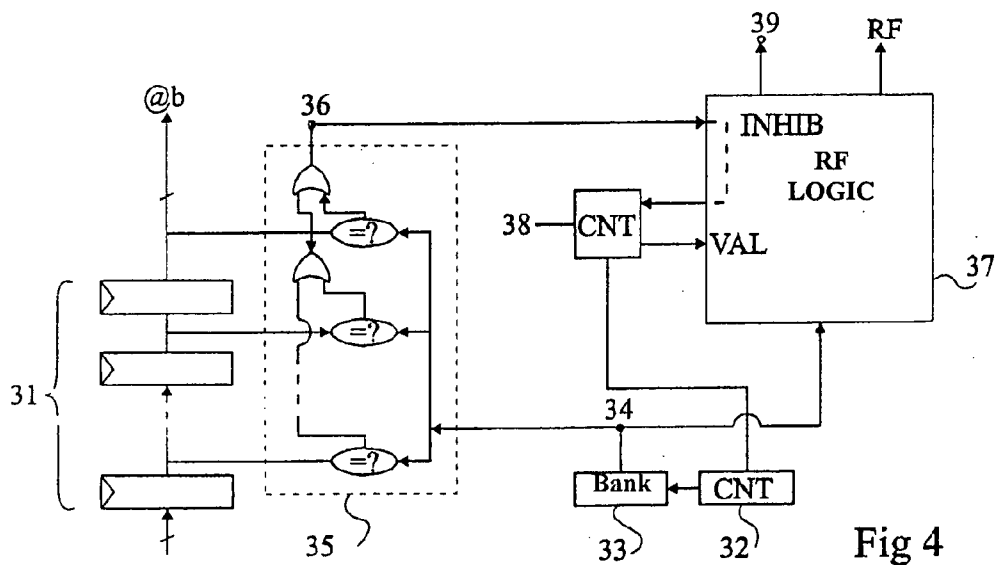 39
RF
@b
36
INHIB
RF
LOGIC
=?
38
CNT
VAL
37
=?
31
34
=?
Bank
CNT
35
33
32
Fig 4